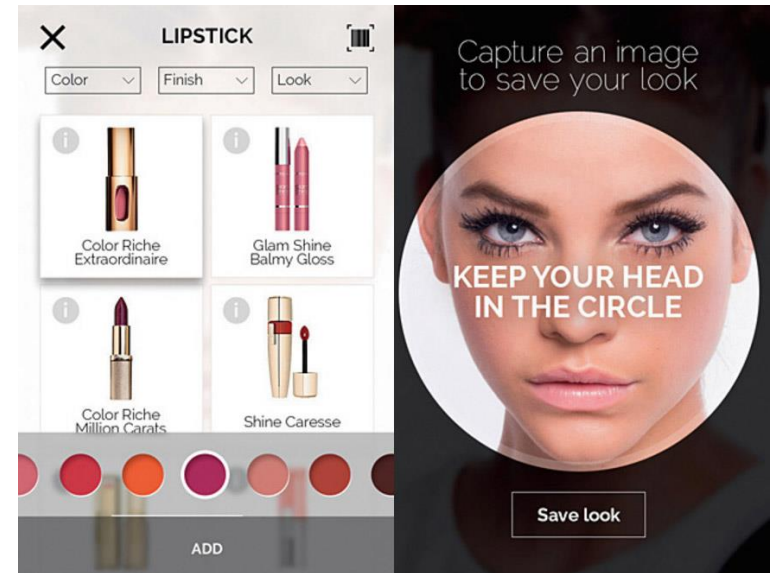 LIPSTICK
Color
Finish
Look
Color Riche
Extraordinaire
Glam Shine
Balmy Gloss
Color Riche
Million Carats
Shine Caresse
ADD
Capture an image
to save your look
KEEP YOUR HEAD
IN THE CIRCLE
Save look